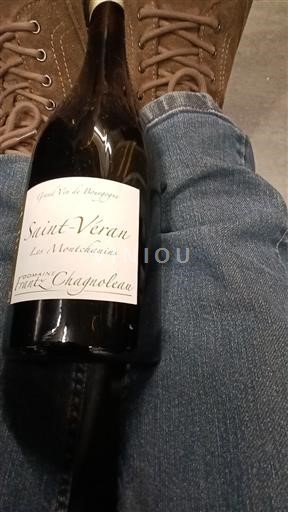 Grand Vin de Bourgogne
Saint-Véran
Les Montchanins
DOMAINE
Frantz Chagnoleau
IOU